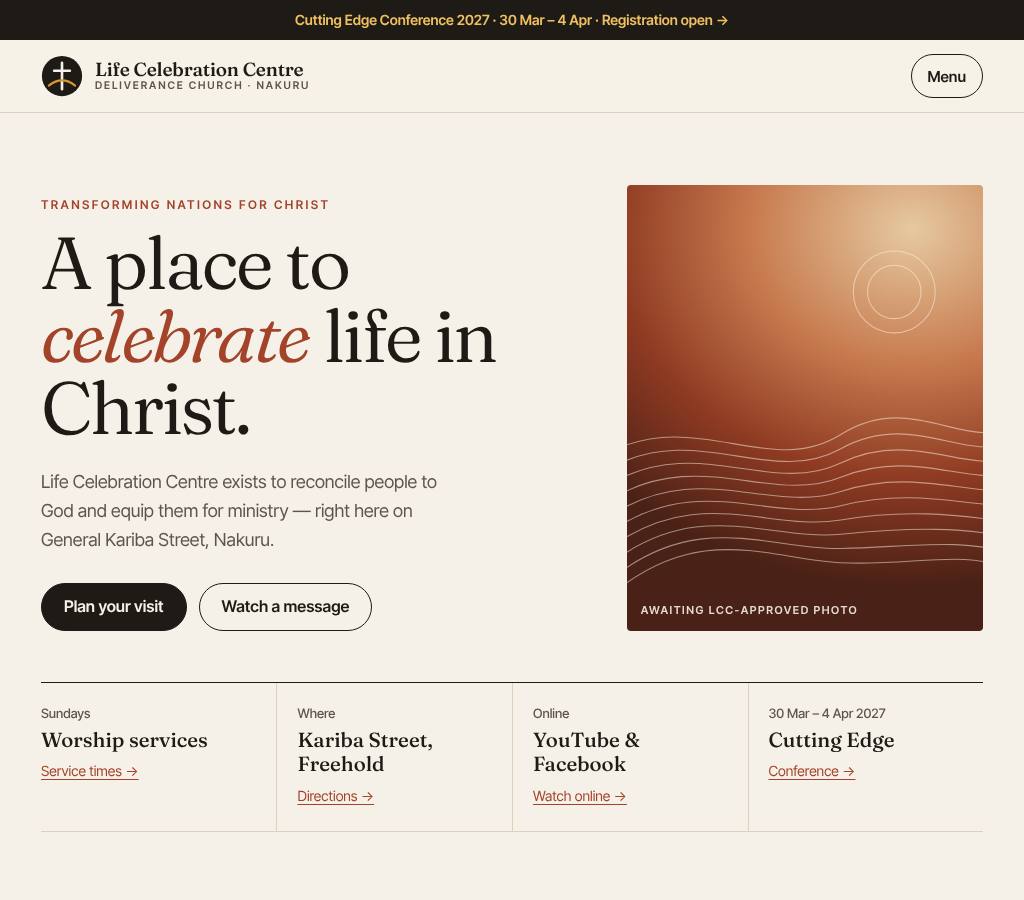 Cutting Edge Conference 2027 · 30 Mar – 4 Apr · Registration open →
Life Celebration Centre
DELIVERANCE CHURCH · NAKURU
Menu
TRANSFORMING NATIONS FOR CHRIST
A place to
celebrate life in
Christ.
Life Celebration Centre exists to reconcile people to
God and equip them for ministry — right here on
General Kariba Street, Nakuru.
Plan your visit
Watch a message
AWAITING LCC-APPROVED PHOTO
Sundays
Worship services
Service times →
Where
Kariba Street,
Freehold
Directions →
Online
YouTube &
Facebook
Watch online →
30 Mar – 4 Apr 2027
Cutting Edge
Conference →